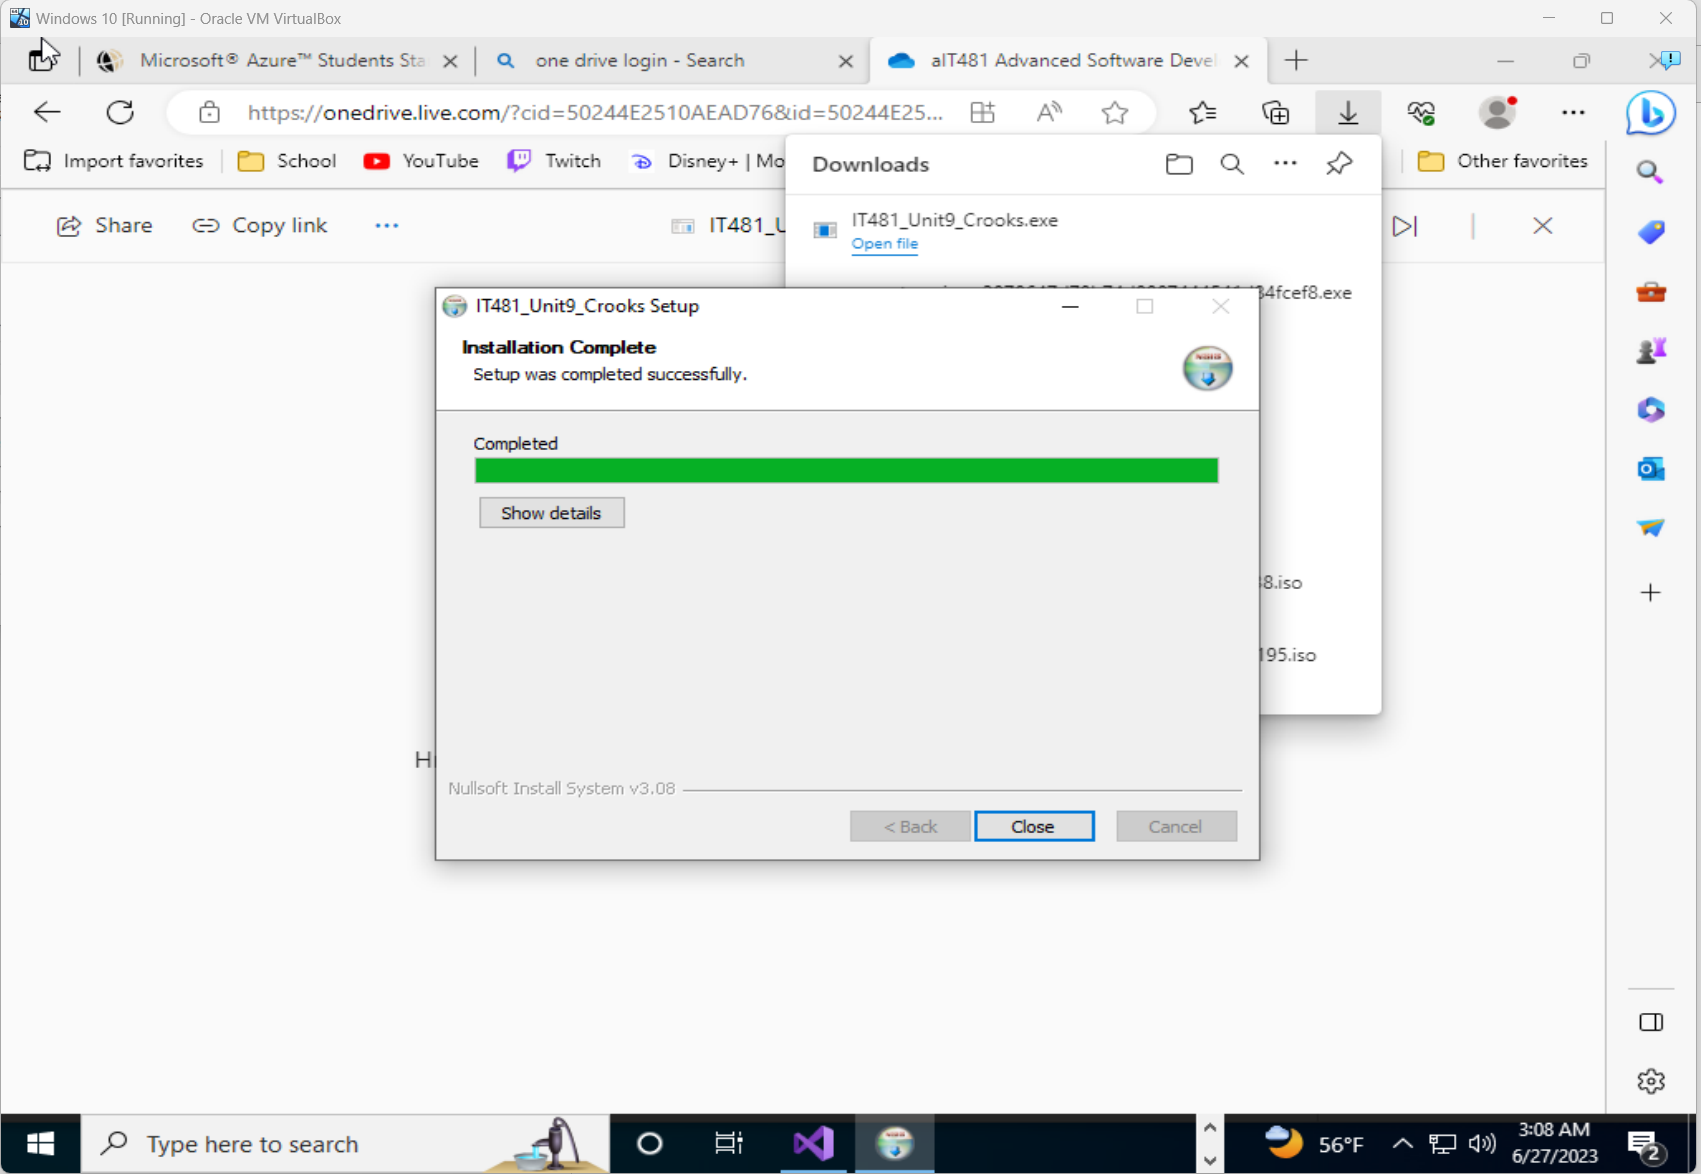 Windows 10 [Running] - Oracle VM VirtualBox
Microsoft® Azure™ Students Sta
one drive login - Search
aIT481 Advanced Software Devel
https://onedrive.live.com/?cid=50244E2510AEAD76&id=50244E25...
Import favorites
School
YouTube
Twitch
Disney+ | Mo
Other favorites
Downloads
IT481_Unit9_Crooks.exe
Open file
Share
Copy link
IT481_U
34fcef8.exe
IT481_Unit9_Crooks Setup
Installation Complete
Setup was completed successfully.
Completed
Show details
8.iso
195.iso
Nullsoft Install System v3.08
< Back
Close
Cancel
Type here to search
56°F
3:08 AM
6/27/2023
2